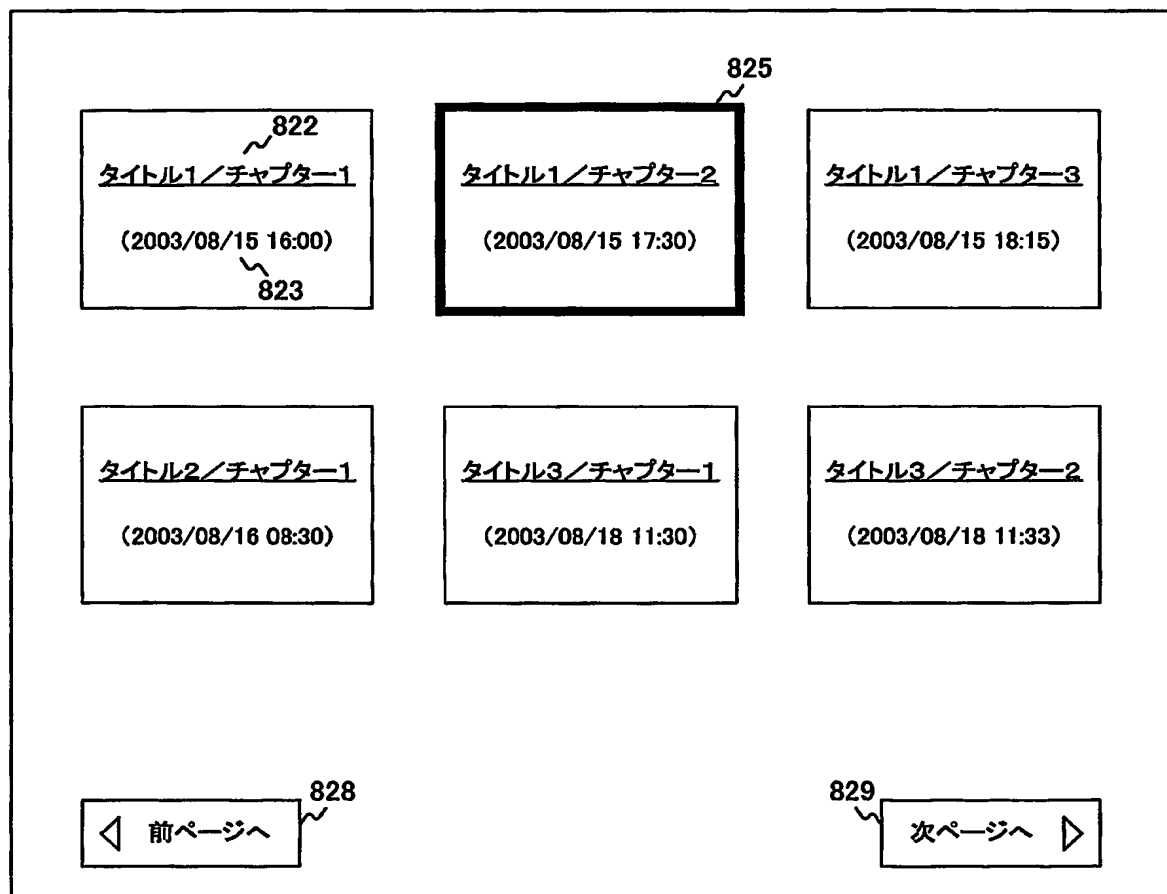 825
822
タイトル1／チャプター1
(2003/08/15 16:00)
823
タイトル1／チャプター2
(2003/08/15 17:30)
タイトル1／チャプター3
(2003/08/15 18:15)
タイトル2／チャプター1
(2003/08/16 08:30)
タイトル3／チャプター1
(2003/08/18 11:30)
タイトル3／チャプター2
(2003/08/18 11:33)
828
前ページへ
829
次ページへ